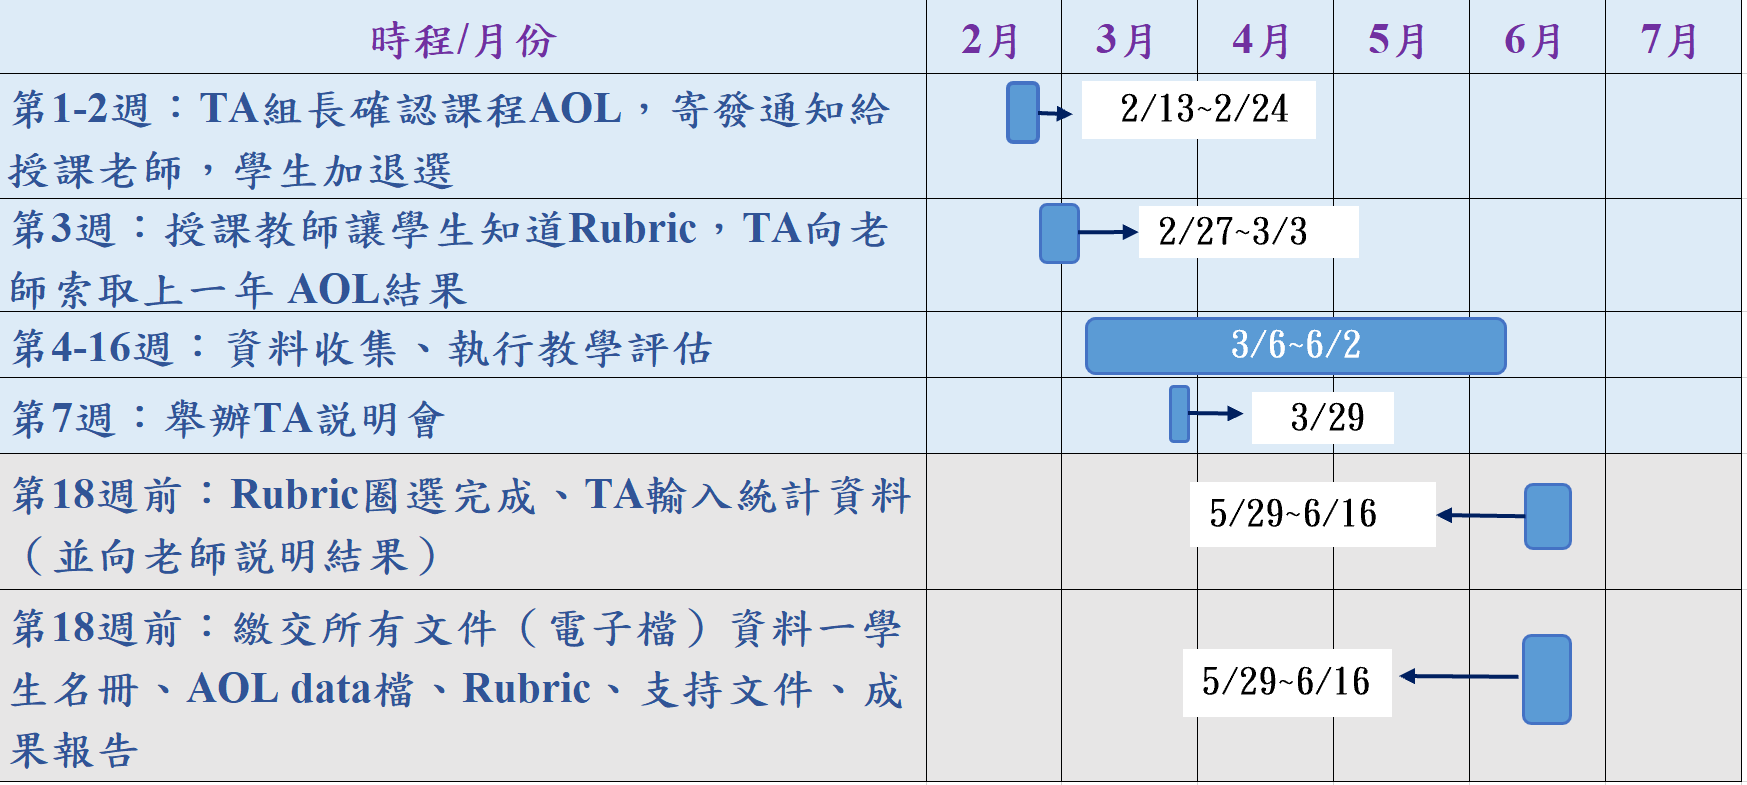 時程/月份 2月 3月 4月 5月 6月 7月
第1-2週：TA組長確認課程AOL，寄發通知給
授課老師，學生加退選
2/13~2/24
第3週：授課教師讓學生知道Rubric，TA向老
師索取上一年 AOL結果
2/27~3/3
第4-16週：資料收集、執行教學評估
3/6~6/2
第7週：舉辦TA說明會
3/29
第18週前：Rubric圈選完成、TA輸入統計資料
（並向老師說明結果）
5/29~6/16
第18週前：繳交所有文件（電子檔）資料一學
生名冊、AOL data檔、Rubric、支持文件、成
果報告
5/29~6/16